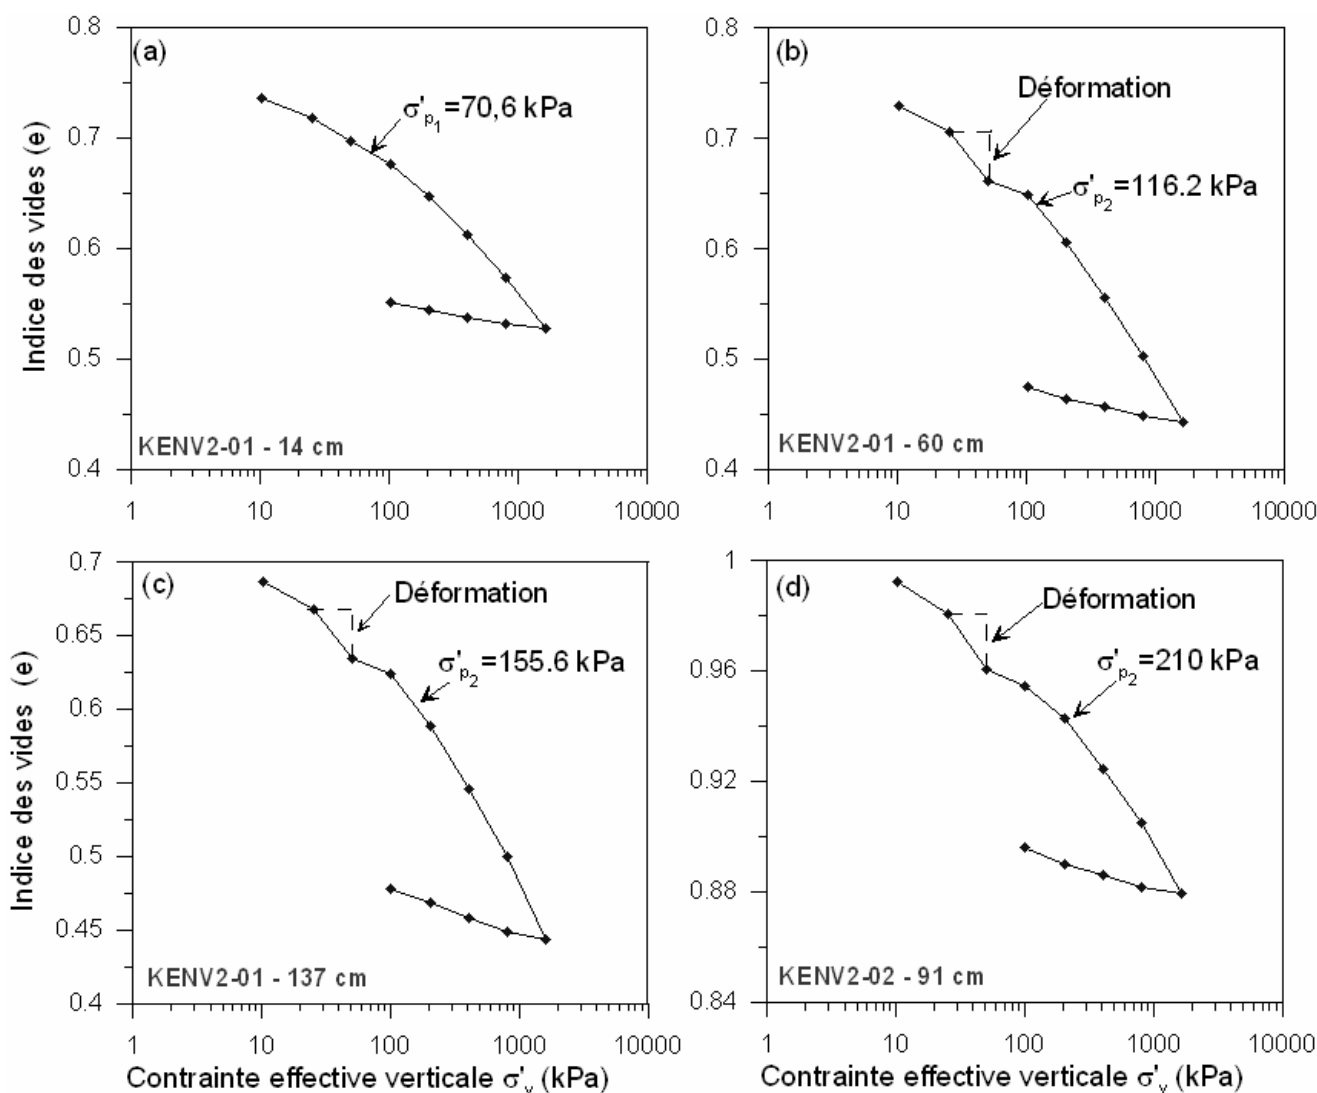 (a)
σ'p1=70,6 kPa
Indice des vides (e)
0.8
0.7
0.6
0.5
0.4
KENV2-01 - 14 cm
1 10 100 1000 10000
(b)
Déformation
σ'p2=116.2 kPa
0.8
0.7
0.6
0.5
0.4
KENV2-01 - 60 cm
1 10 100 1000 10000
(c)
Déformation
σ'p2=155.6 kPa
Indice des vides (e)
0.7
0.65
0.6
0.55
0.5
0.45
0.4
KENV2-01 - 137 cm
1 10 100 1000 10000
Contrainte effective verticale σ'v (kPa)
(d)
Déformation
σ'p2=210 kPa
1
0.96
0.92
0.88
0.84
KENV2-02 - 91 cm
1 10 100 1000 10000
Contrainte effective verticale σ'v (kPa)